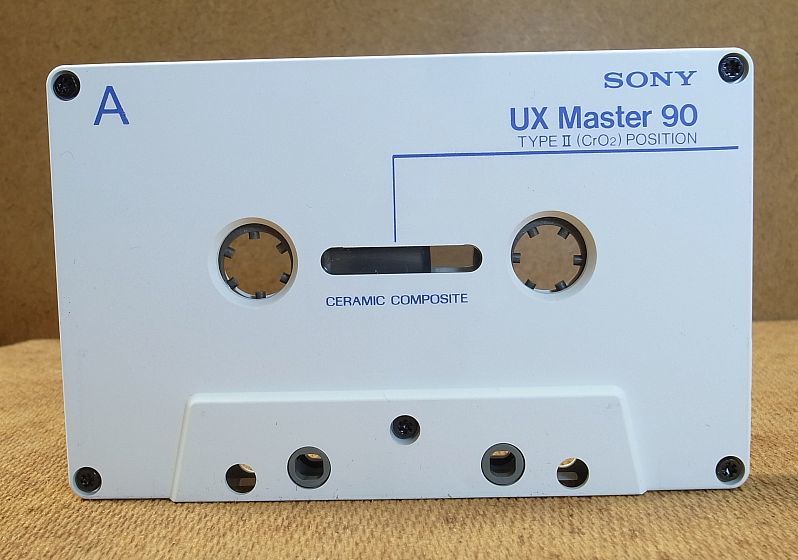 A
SONY
UX Master 90
TYPE II (CrO2) POSITION
CERAMIC COMPOSITE